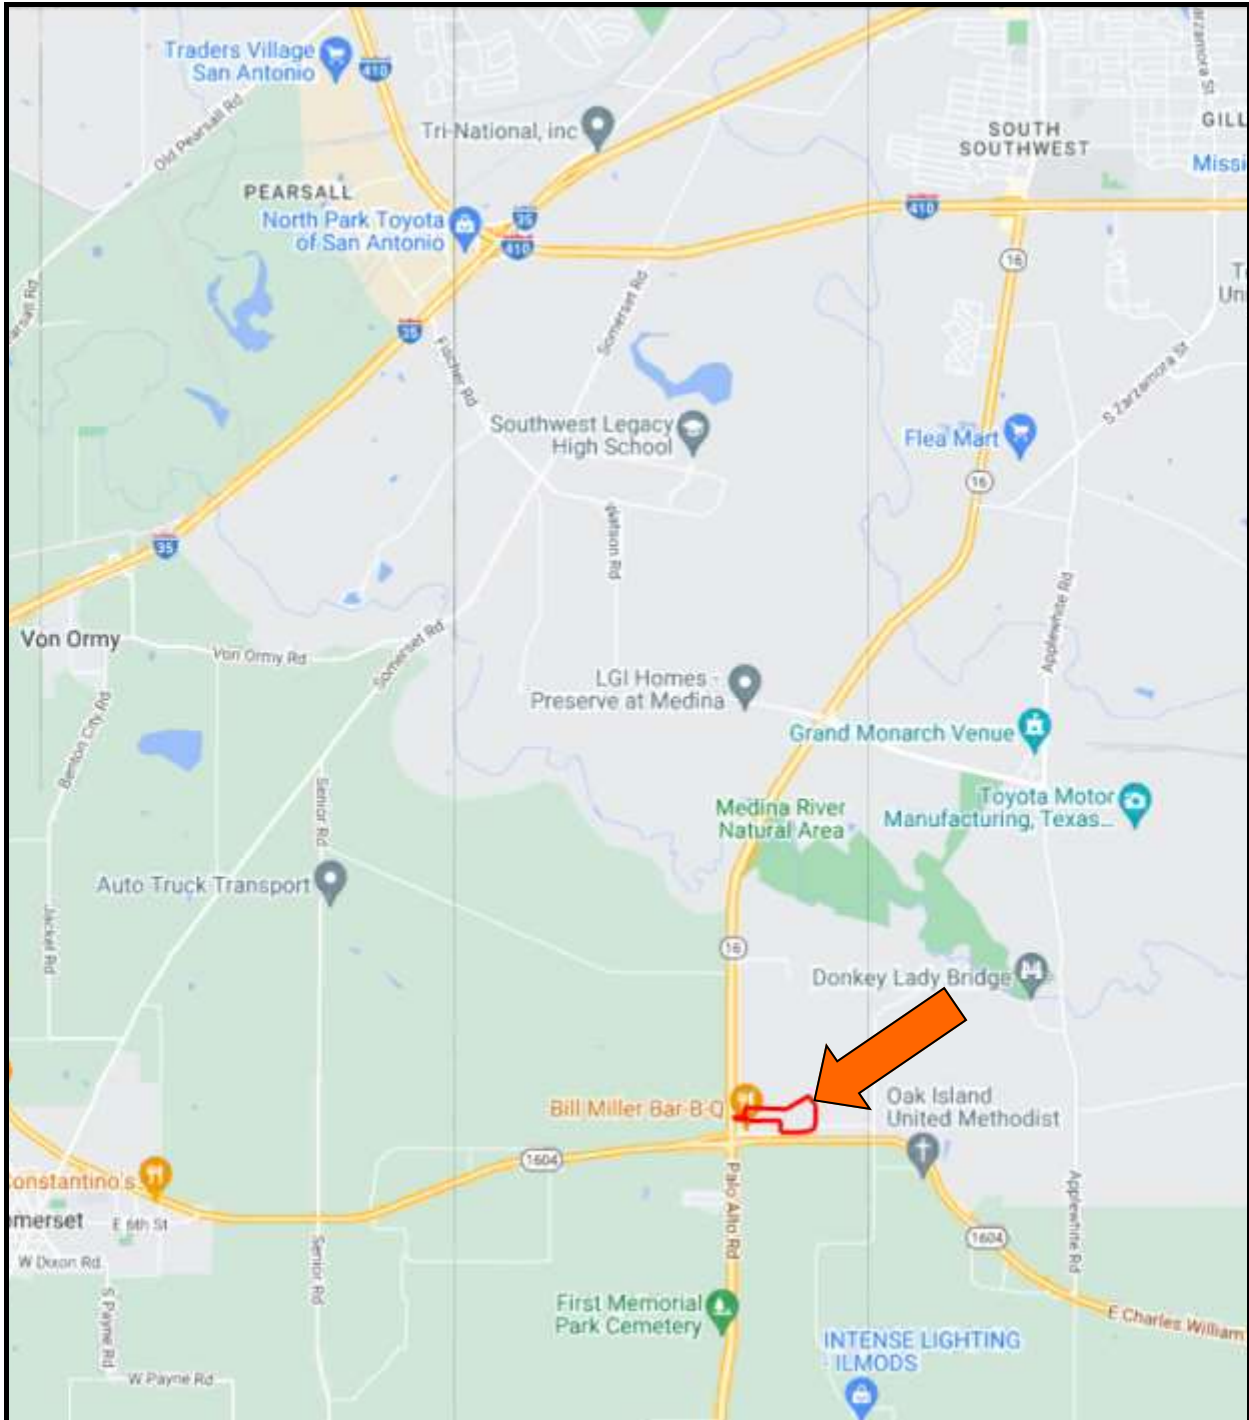 Traders Village
San Antonio
410
Old Pearsall Rd
Tri-National, inc
SOUTH
SOUTHWEST
GILL
Missi
PEARSALL
North Park Toyota
of San Antonio
35
410
410
16
Somerset Rd
35
Fischer Rd
S Zarzamora St
Southwest Legacy
High School
Flea Mart
16
Watson Rd
35
Applewhite Rd
Von Ormy
Von Ormy Rd
Somerset Rd
LGI Homes -
Preserve at Medina
Benton City Rd
Grand Monarch Venue
Senior Rd
Medina River
Natural Area
Toyota Motor
Manufacturing, Texas...
Auto Truck Transport
Jackel Rd
16
Donkey Lady Bridge
Bill Miller Bar-B-Q
Oak Island
United Methodist
1604
Constantino's
omerset
E 6th St
Palo Alto Rd
Applewhite Rd
1604
W Dixon Rd
Senior Rd
S Payne Rd
First Memorial
Park Cemetery
E Charles William
INTENSE LIGHTING
- ILMODS
W Payne Rd